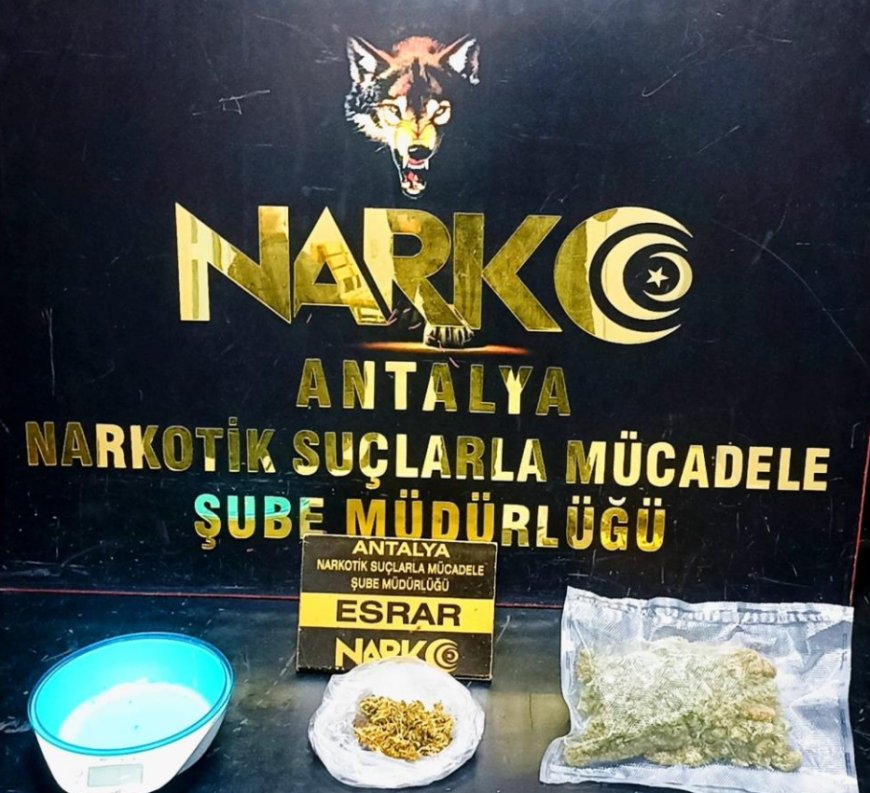 NARKO
ANTALYA
NARKOTİK SUÇLARLA MÜCADELE
ŞUBE MÜDÜRLÜĞÜ
ANTALYA
NARKOTİK SUÇLARLA MÜCADELE
ŞUBE MÜDÜRLÜĞÜ
ESRAR
NARKO